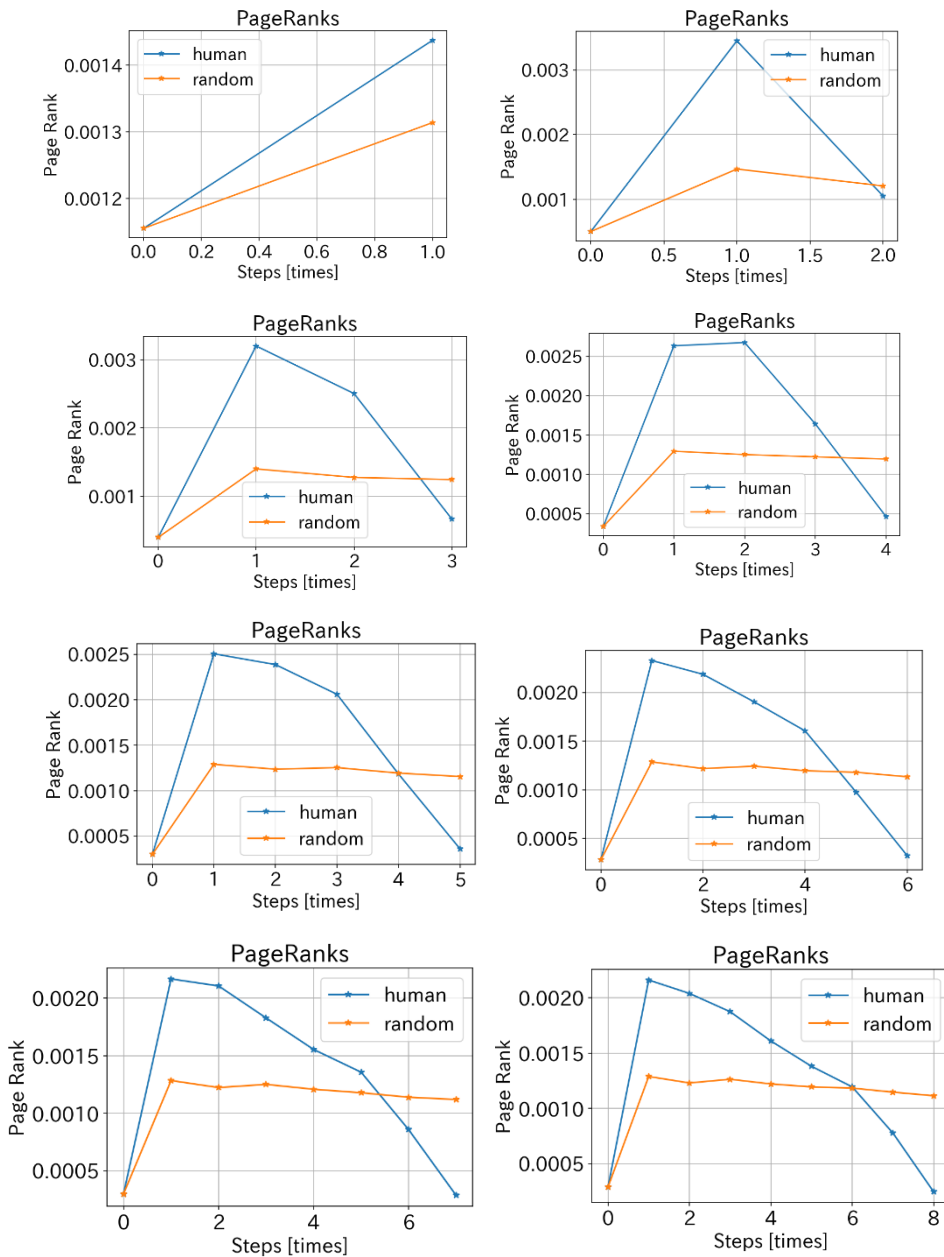 PageRanks
0.0014
0.0013
0.0012
Page Rank
human
random
0.0 0.2 0.4 0.6 0.8 1.0
Steps [times]
PageRanks
0.003
0.002
0.001
Page Rank
human
random
0.0 0.5 1.0 1.5 2.0
Steps [times]
PageRanks
0.003
0.002
0.001
Page Rank
human
random
0 1 2 3
Steps [times]
PageRanks
0.0025
0.0020
0.0015
0.0010
0.0005
Page Rank
human
random
0 1 2 3 4
Steps [times]
PageRanks
0.0025
0.0020
0.0015
0.0010
0.0005
Page Rank
human
random
0 1 2 3 4 5
Steps [times]
PageRanks
0.0020
0.0015
0.0010
0.0005
Page Rank
human
random
0 2 4 6
Steps [times]
PageRanks
0.0020
0.0015
0.0010
0.0005
Page Rank
human
random
0 2 4 6
Steps [times]
PageRanks
0.0020
0.0015
0.0010
0.0005
Page Rank
human
random
0 2 4 6 8
Steps [times]